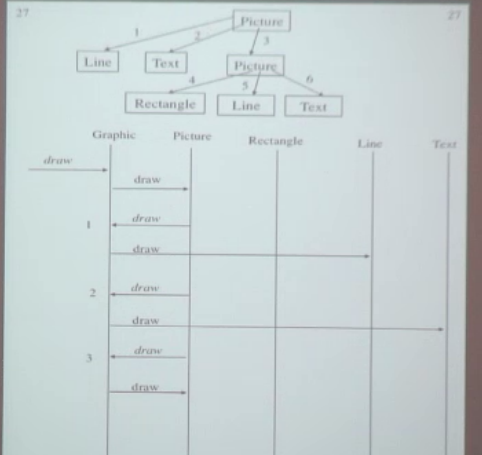 27 27
Picture
1 2 3
Line Text Picture
4 5 6
Rectangle Line Text
Graphic Picture Rectangle Line Text
draw
draw
1 draw
draw
2 draw
draw
3 draw
draw